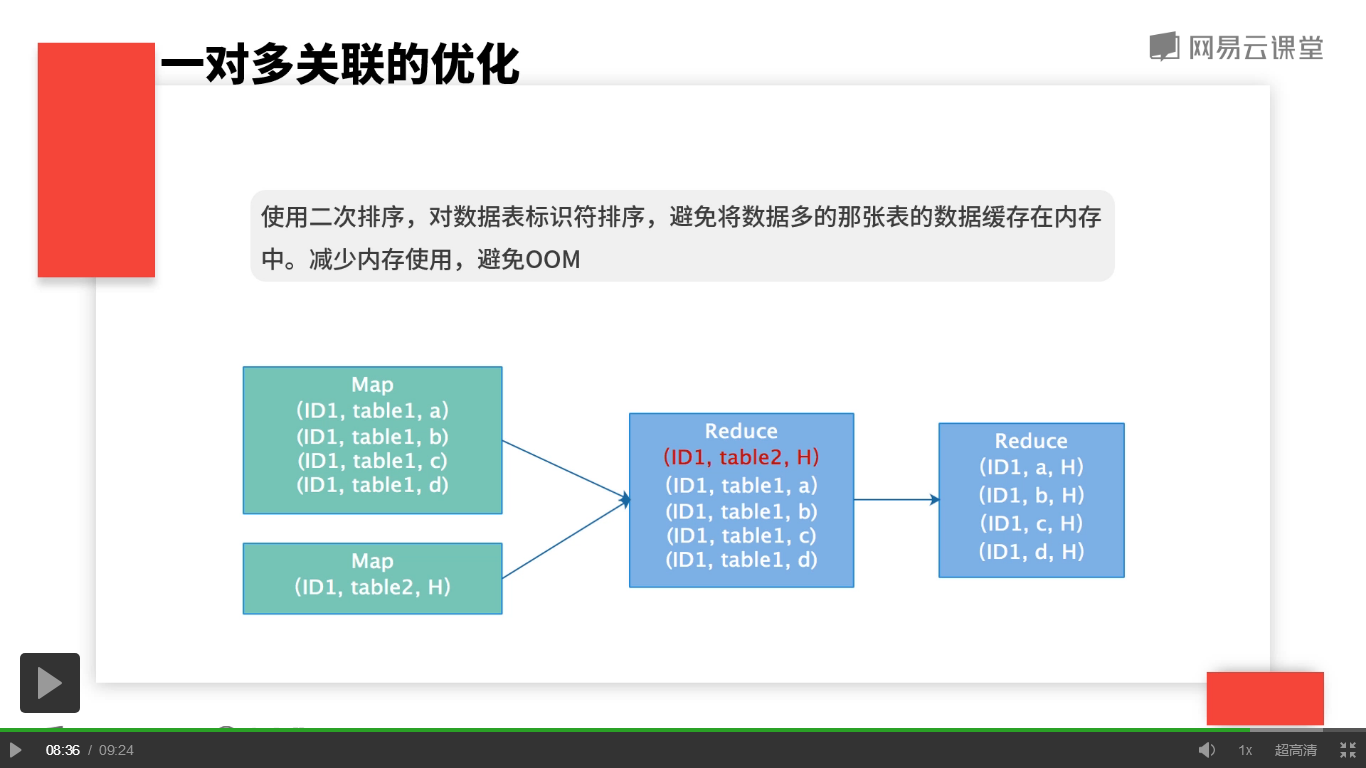 一对多关联的优化
网易云课堂
使用二次排序，对数据表标识符排序，避免将数据多的那张表的数据缓存在内存
中。减少内存使用，避免OOM
Map
(ID1, table1, a)
(ID1, table1, b)
(ID1, table1, c)
(ID1, table1, d)
Map
(ID1, table2, H)
Reduce
(ID1, table2, H)
(ID1, table1, a)
(ID1, table1, b)
(ID1, table1, c)
(ID1, table1, d)
Reduce
(ID1, a, H)
(ID1, b, H)
(ID1, c, H)
(ID1, d, H)
08:36 / 09:24
1x
超高清